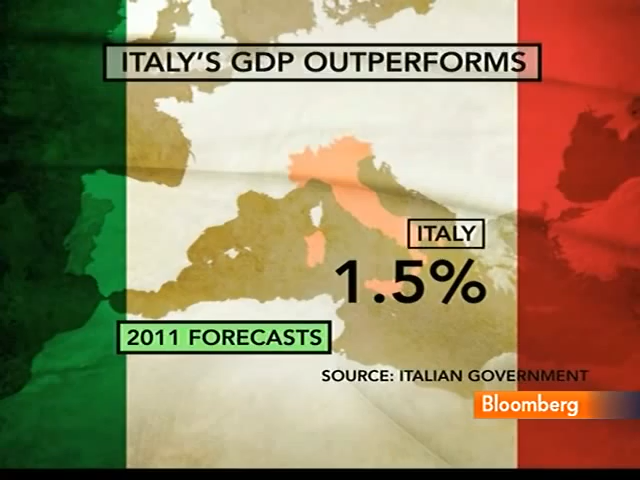 ITALY'S GDP OUTPERFORMS
ITALY
1.5%
2011 FORECASTS
SOURCE: ITALIAN GOVERNMENT
Bloomberg